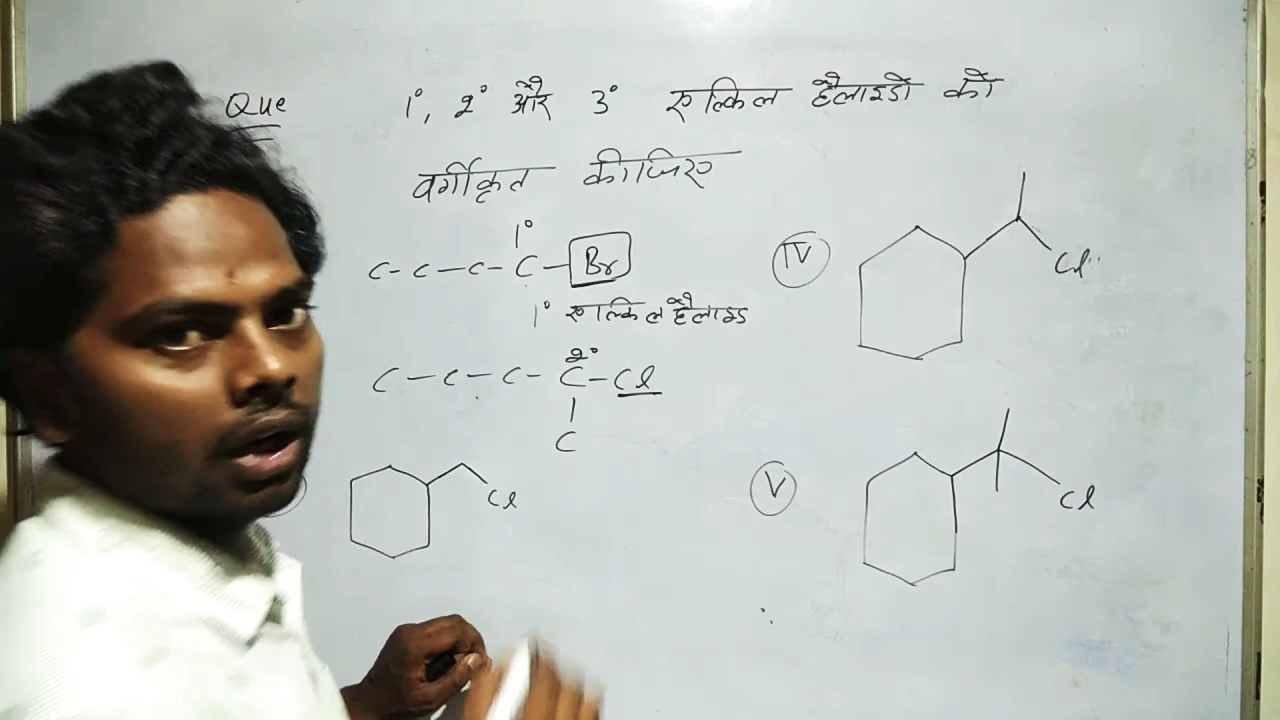 Que 1°, 2° और 3° एल्किल हैलाइडो को
वर्गीकृत कीजिए
1°
C-C-C-C-Br
1° एल्किल हैलाइड
2°
C-C-C-C-Cl
C
Cl
IV
Cl
V
Cl